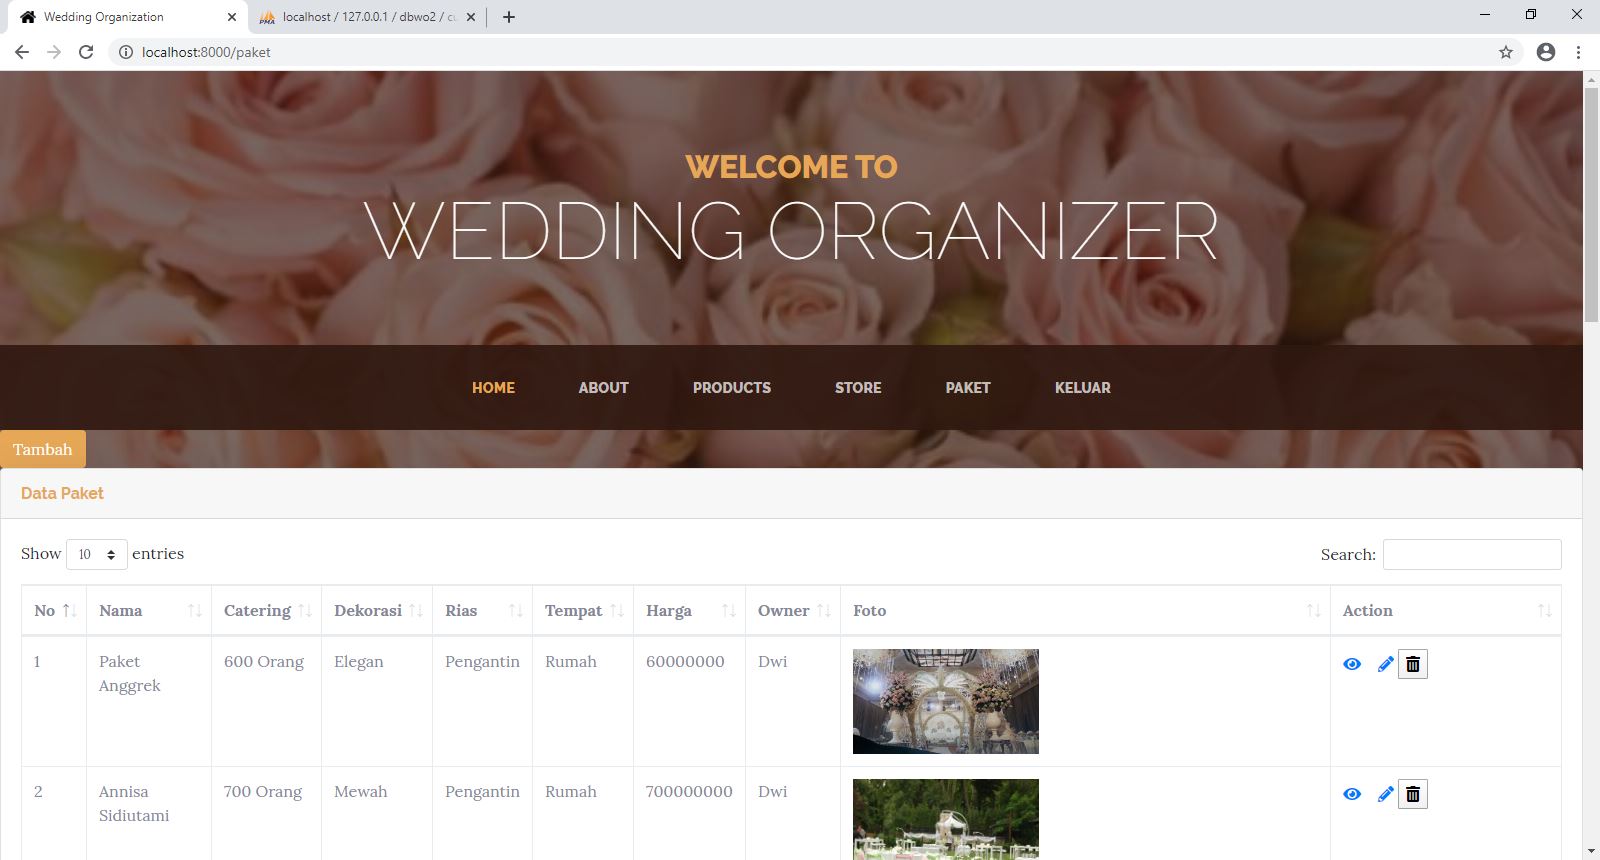 Wedding Organization
localhost / 127.0.0.1 / dbwo2 / cu
localhost:8000/paket
WELCOME TO
WEDDING ORGANIZER
HOME ABOUT PRODUCTS STORE PAKET KELUAR
Tambah
Data Paket
Show 10 entries Search:
No Nama Catering Dekorasi Rias Tempat Harga Owner Foto Action
1 Paket 600 Orang Elegan Pengantin Rumah 60000000 Dwi
Anggrek
2 Annisa 700 Orang Mewah Pengantin Rumah 700000000 Dwi
Sidiutami